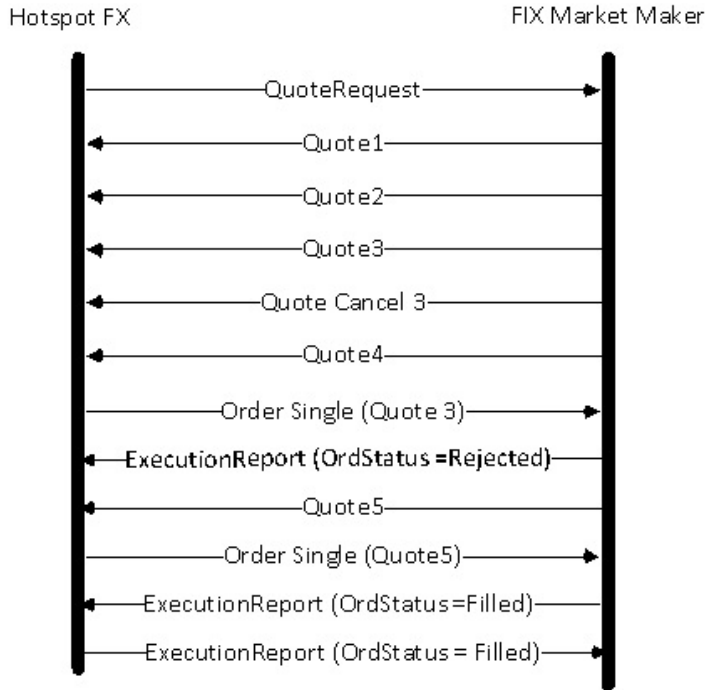 Hotspot FX
FIX Market Maker
QuoteRequest
Quote1
Quote2
Quote3
Quote Cancel 3
Quote4
Order Single (Quote 3)
ExecutionReport (OrdStatus =Rejected)
Quote5
Order Single (Quote5)
ExecutionReport (OrdStatus=Filled)
ExecutionReport (OrdStatus = Filled)